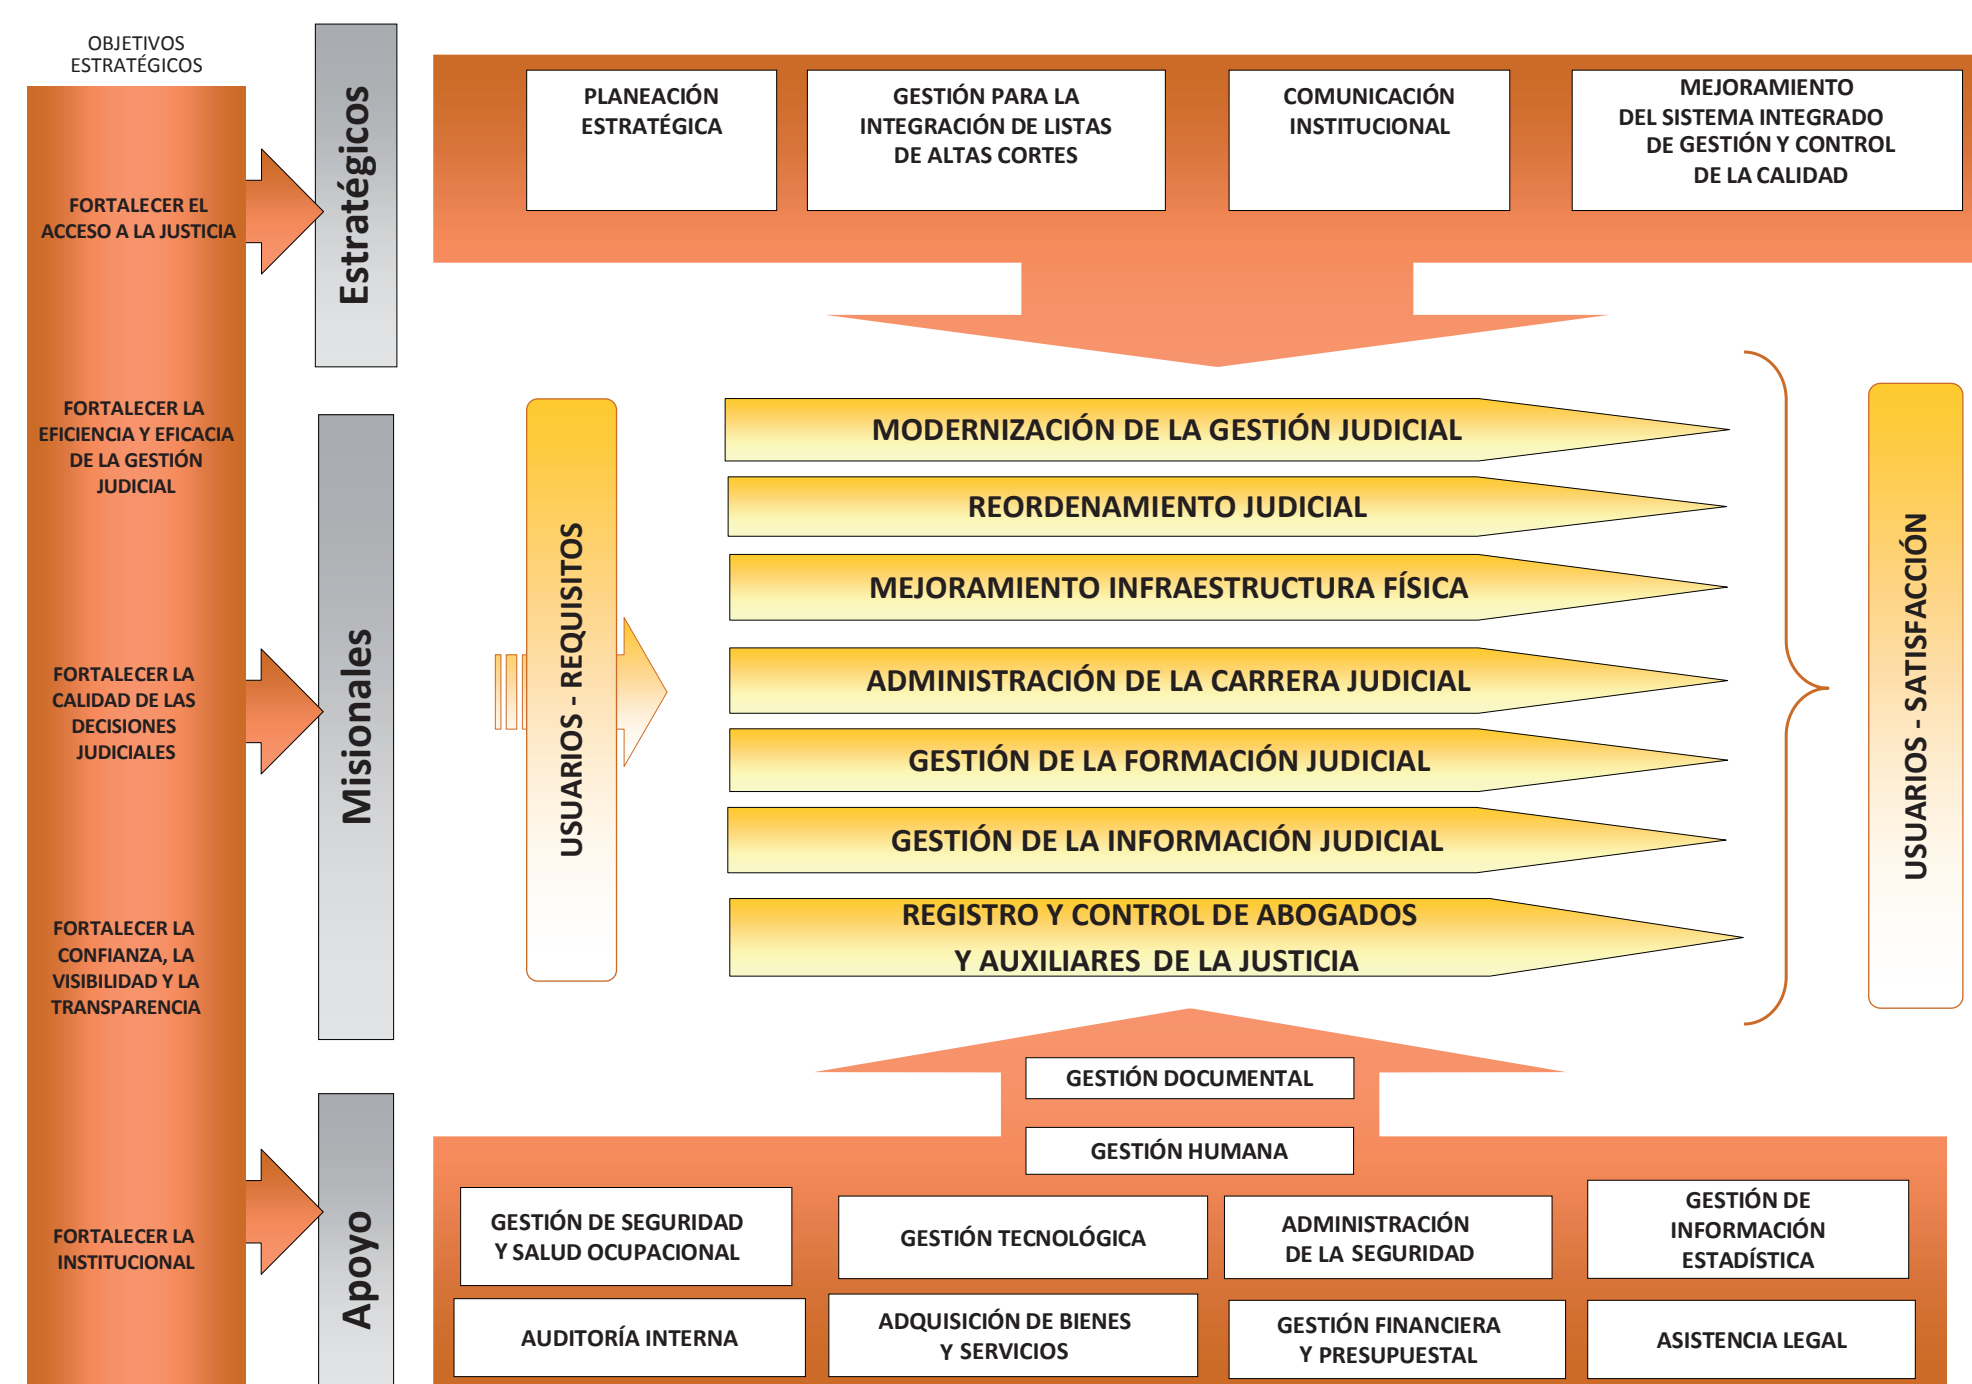 OBJETIVOS
ESTRATÉGICOS
FORTALECER EL
ACCESO A LA JUSTICIA
FORTALECER LA
EFICIENCIA Y EFICACIA
DE LA GESTIÓN
JUDICIAL
FORTALECER LA
CALIDAD DE LAS
DECISIONES
JUDICIALES
FORTALECER LA
CONFIANZA, LA
VISIBILIDAD Y LA
TRANSPARENCIA
FORTALECER LA
INSTITUCIONAL
Estratégicos
PLANEACIÓN
ESTRATÉGICA
GESTIÓN PARA LA
INTEGRACIÓN DE LISTAS
DE ALTAS CORTES
COMUNICACIÓN
INSTITUCIONAL
MEJORAMIENTO
DEL SISTEMA INTEGRADO
DE GESTIÓN Y CONTROL
DE LA CALIDAD
Misionales
USUARIOS - REQUISITOS
MODERNIZACIÓN DE LA GESTIÓN JUDICIAL
REORDENAMIENTO JUDICIAL
MEJORAMIENTO INFRAESTRUCTURA FÍSICA
ADMINISTRACIÓN DE LA CARRERA JUDICIAL
GESTIÓN DE LA FORMACIÓN JUDICIAL
GESTIÓN DE LA INFORMACIÓN JUDICIAL
REGISTRO Y CONTROL DE ABOGADOS
Y AUXILIARES DE LA JUSTICIA
USUARIOS - SATISFACCIÓN
Apoyo
GESTIÓN DOCUMENTAL
GESTIÓN HUMANA
GESTIÓN DE SEGURIDAD
Y SALUD OCUPACIONAL
GESTIÓN TECNOLÓGICA
ADMINISTRACIÓN
DE LA SEGURIDAD
GESTIÓN DE
INFORMACIÓN
ESTADÍSTICA
AUDITORÍA INTERNA
ADQUISICIÓN DE BIENES
Y SERVICIOS
GESTIÓN FINANCIERA
Y PRESUPUESTAL
ASISTENCIA LEGAL